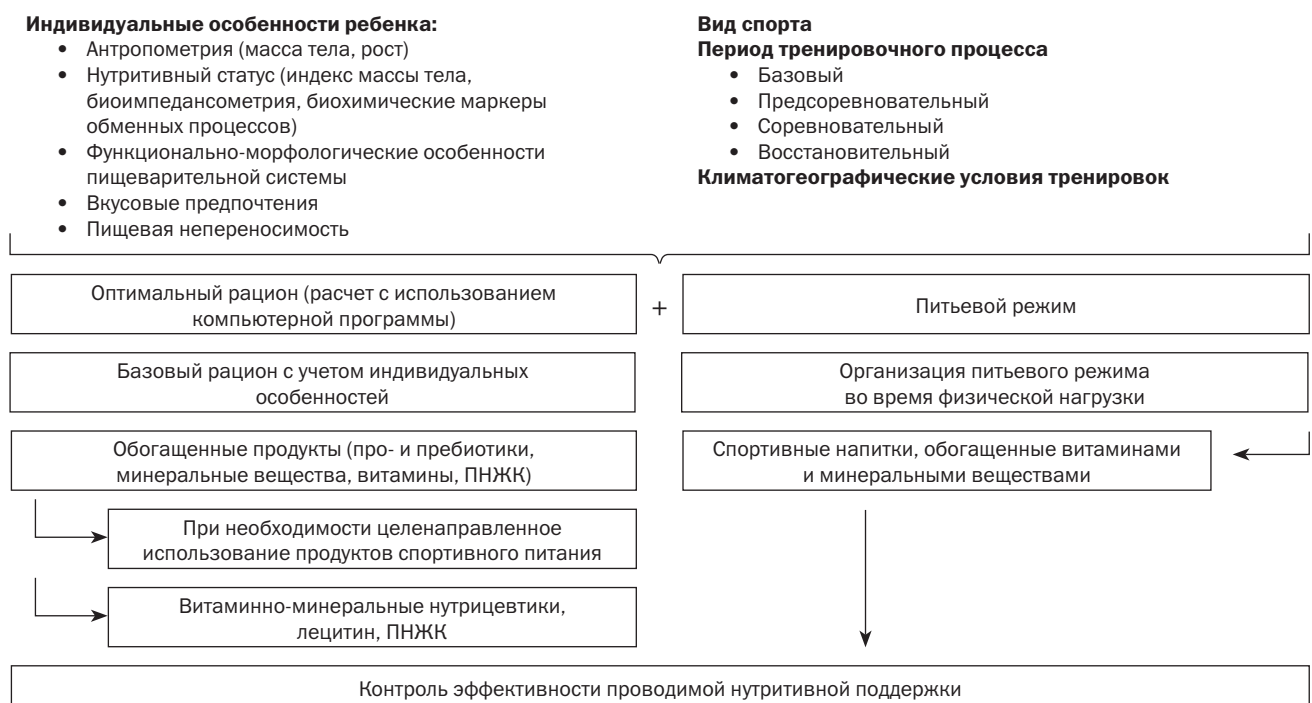 Индивидуальные особенности ребенка:
• Антропометрия (масса тела, рост)
• Нутритивный статус (индекс массы тела,
биоимпедансометрия, биохимические маркеры
обменных процессов)
• Функционально-морфологические особенности
пищеварительной системы
• Вкусовые предпочтения
• Пищевая непереносимость
Вид спорта
Период тренировочного процесса
• Базовый
• Предсоревновательный
• Соревновательный
• Восстановительный
Климатогеографические условия тренировок
Оптимальный рацион (расчет с использованием
компьютерной программы)
+
Питьевой режим
Базовый рацион с учетом индивидуальных
особенностей
Организация питьевого режима
во время физической нагрузки
Обогащенные продукты (про- и пребиотики,
минеральные вещества, витамины, ПНЖК)
Спортивные напитки, обогащенные витаминами
и минеральными веществами
При необходимости целенаправленное
использование продуктов спортивного питания
Витаминно-минеральные нутрицевтики,
лецитин, ПНЖК
Контроль эффективности проводимой нутритивной поддержки